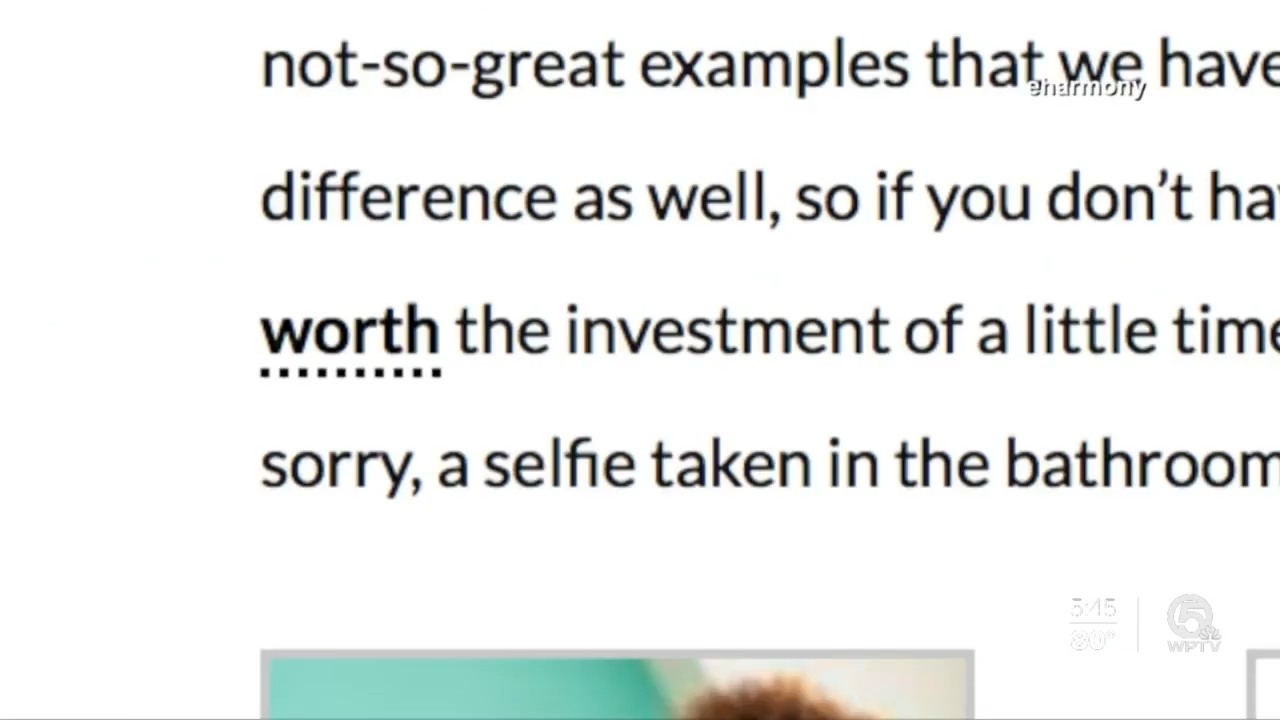 not-so-great examples that we have
eharmony
difference as well, so if you don’t ha
worth the investment of a little time
sorry, a selfie taken in the bathroom
5:45
80°
5
WPTV